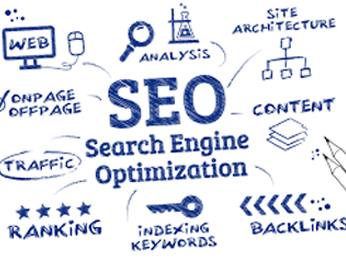 WEB
ANALYSIS
SITE
ARCHITECTURE
ONPAGE
OFFPAGE
SEO
Search Engine
Optimization
CONTENT
TRAFFIC
RANKING
INDEXING
KEYWORDS
BACKLINKS